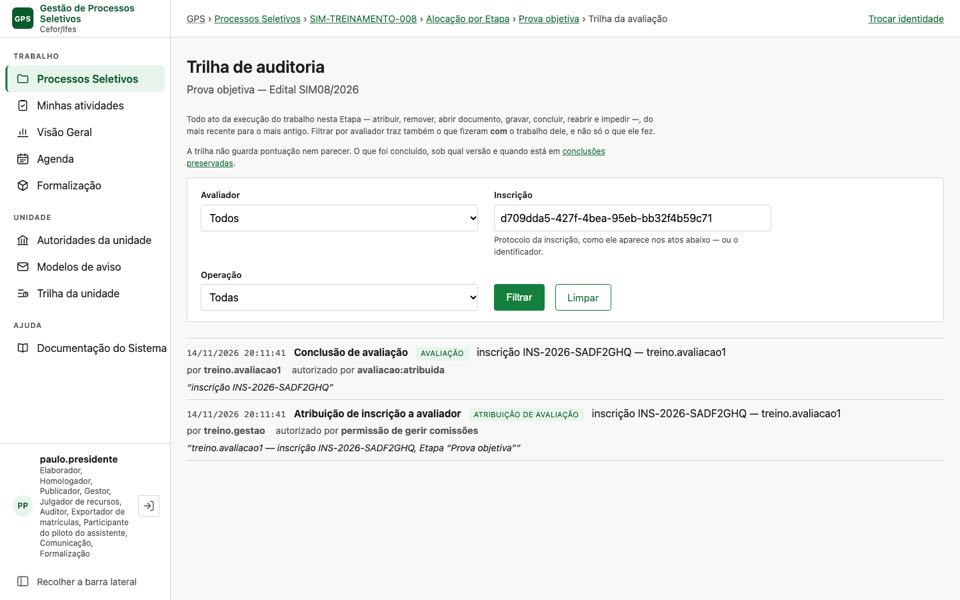 GPS
Gestão de Processos
Seletivos
Cefor/Ifes
GPS › Processos Seletivos › SIM-TREINAMENTO-008 › Alocação por Etapa › Prova objetiva › Trilha da avaliação
Trocar identidade
TRABALHO
Processos Seletivos
Minhas atividades
Visão Geral
Agenda
Formalização
UNIDADE
Autoridades da unidade
Modelos de aviso
Trilha da unidade
AJUDA
Documentação do Sistema
PP
paulo.presidente
Elaborador,
Homologador,
Publicador, Gestor,
Julgador de recursos,
Auditor, Exportador de
matrículas, Participante
do piloto do assistente,
Comunicação,
Formalização
Recolher a barra lateral
Trilha de auditoria
Prova objetiva — Edital SIM08/2026
Todo ato da execução do trabalho nesta Etapa — atribuir, remover, abrir documento, gravar, concluir, reabrir e impedir —, do
mais recente para o mais antigo. Filtrar por avaliador traz também o que fizeram com o trabalho dele, e não só o que ele fez.
A trilha não guarda pontuação nem parecer. O que foi concluído, sob qual versão e quando está em conclusões
preservadas.
Avaliador
Todos
Inscrição
d709dda5-427f-4bea-95eb-bb32f4b59c71
Protocolo da inscrição, como ele aparece nos atos abaixo — ou o
identificador.
Operação
Todas
Filtrar
Limpar
14/11/2026 20:11:41 Conclusão de avaliação AVALIAÇÃO inscrição INS-2026-SADF2GHQ — treino.avaliacao1
por treino.avaliacao1 autorizado por avaliacao:atribuida
“inscrição INS-2026-SADF2GHQ”
14/11/2026 20:11:41 Atribuição de inscrição a avaliador ATRIBUIÇÃO DE AVALIAÇÃO inscrição INS-2026-SADF2GHQ — treino.avaliacao1
por treino.gestao autorizado por permissão de gerir comissões
“treino.avaliacao1 — inscrição INS-2026-SADF2GHQ, Etapa “Prova objetiva””